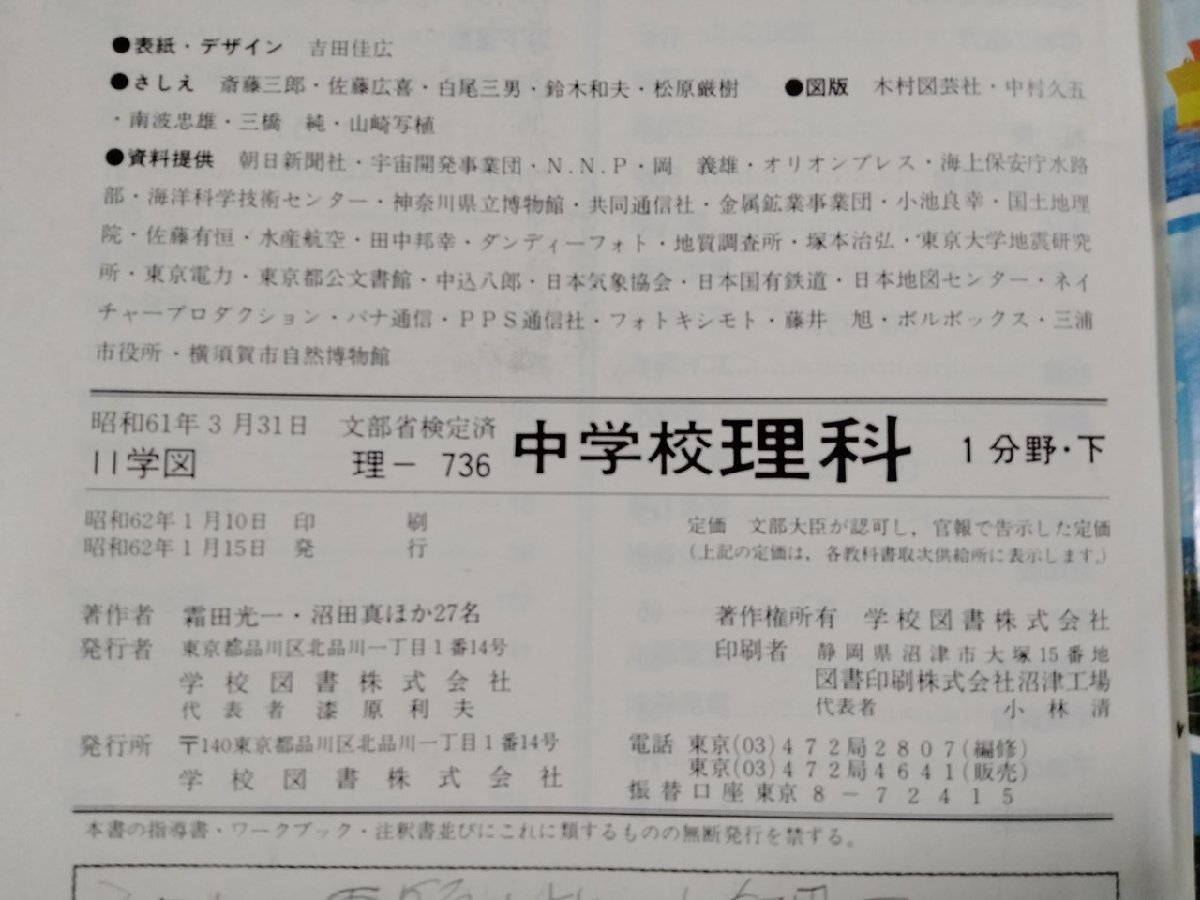 ●表紙・デザイン 吉田佳広
●さしえ 斎藤三郎・佐藤広喜・白尾三男・鈴木和夫・松原厳樹 ●図版 木村図芸社・中村久五
・南波忠雄・三橋 純・山崎写植
●資料提供 朝日新聞社・宇宙開発事業団・N.N.P・岡 義雄・オリオンプレス・海上保安庁水路
部・海洋科学技術センター・神奈川県立博物館・共同通信社・金属鉱業事業団・小池良幸・国土地理
院・佐藤有恒・水産航空・田中邦幸・ダンディーフォト・地質調査所・塚本治弘・東京大学地震研究
所・東京電力・東京都公文書館・中込八郎・日本気象協会・日本国有鉄道・日本地図センター・ネイ
チャープロダクション・パナ通信・PPS通信社・フォトキシモト・藤井 旭・ボルボックス・三浦
市役所・横須賀市自然博物館
昭和61年3月31日 文部省検定済 中学校理科 1分野・下
11学図 理－736
昭和62年1月10日 印刷
昭和62年1月15日 発行
定価 文部大臣が認可し，官報で告示した定価
(上記の定価は，各教科書取次供給所に表示します。)
著作者 霜田光一・沼田真ほか27名
発行者 東京都品川区北品川一丁目1番14号
学校図書株式会社
代表者 漆原利夫
発行所 〒140東京都品川区北品川一丁目1番14号
学校図書株式会社
著作権所有 学校図書株式会社
印刷者 静岡県沼津市大塚15番地
図書印刷株式会社沼津工場
代表者 小林清
電話 東京(03)472局2807(編修)
東京(03)472局4641(販売)
振替口座 東京8－72415
本書の指導書・ワークブック・注釈書並びにこれに類するものの無断発行を禁ずる。